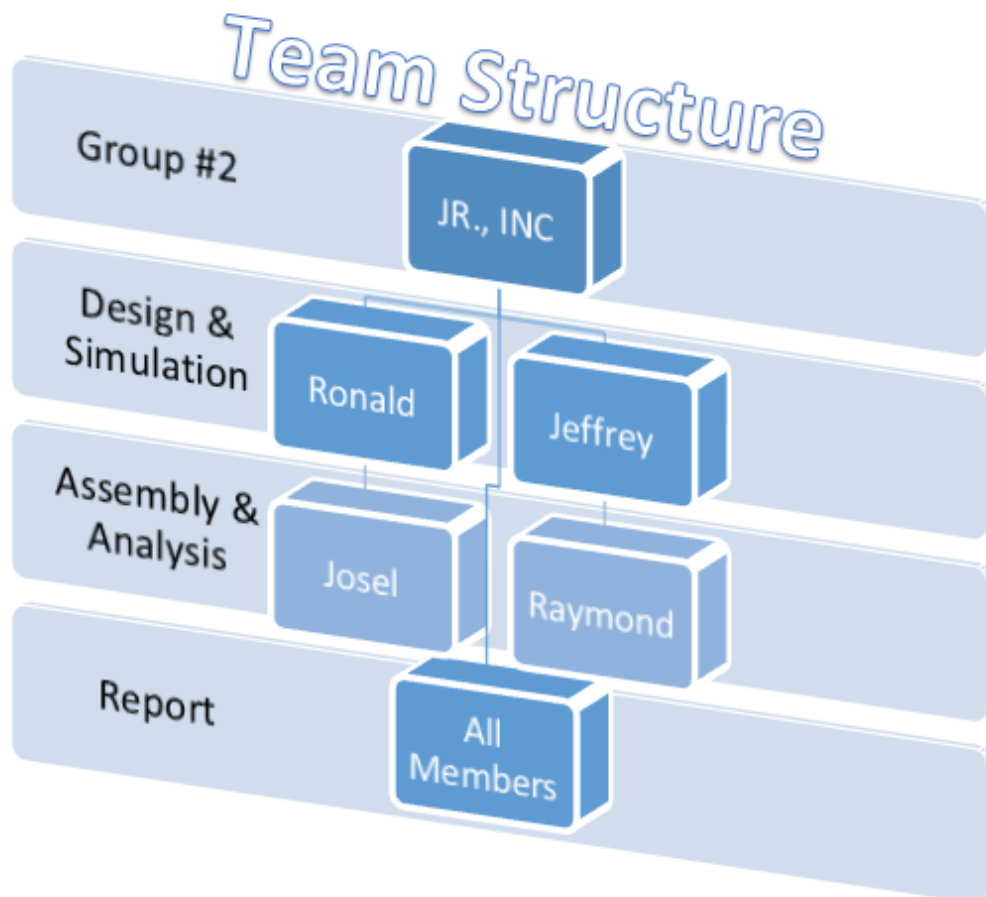 Team Structure
Group #2
JR., INC
Design &
Simulation
Ronald
Jeffrey
Assembly &
Analysis
Josel
Raymond
Report
All
Members